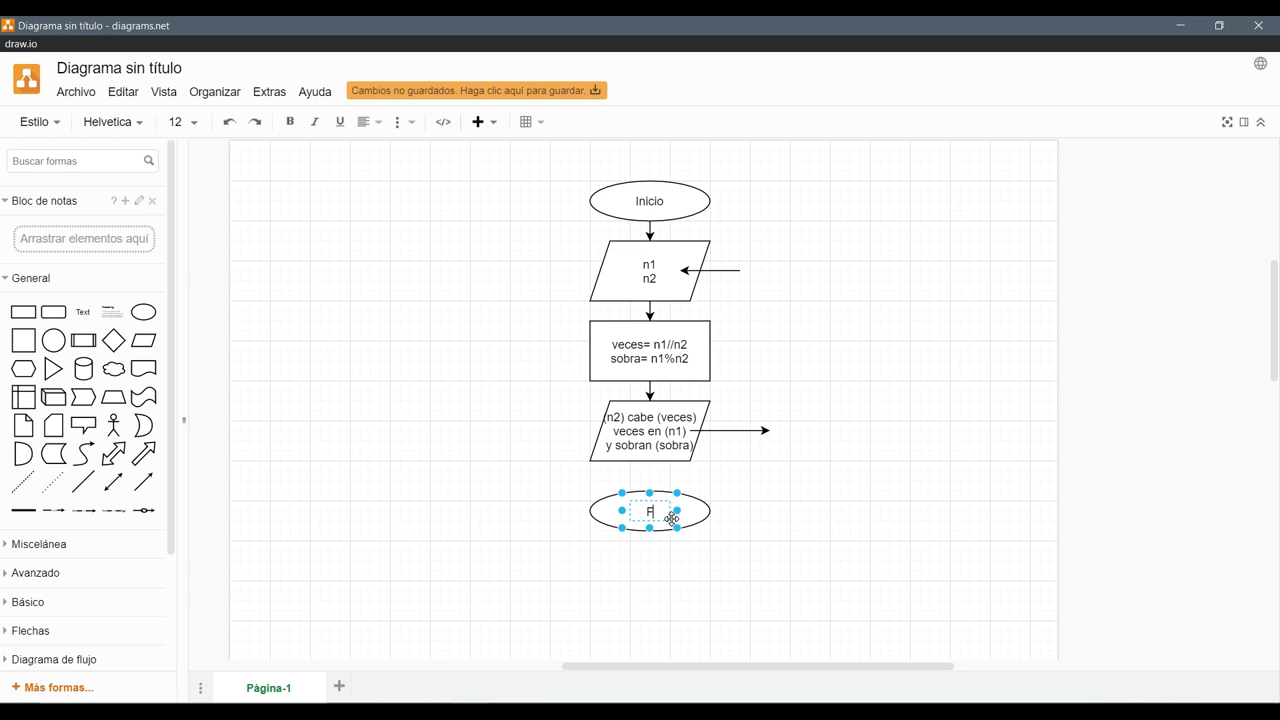 Diagrama sin título - diagrams.net
draw.io
Diagrama sin título
Archivo Editar Vista Organizar Extras Ayuda
Cambios no guardados. Haga clic aquí para guardar.
Estilo Helvetica 12 B I U </>
Buscar formas
Bloc de notas ?
Arrastrar elementos aquí
General
Text
Heading
Miscelánea
Avanzado
Básico
Flechas
Diagrama de flujo
+ Más formas...
Inicio
n1
n2
veces= n1//n2
sobra= n1%n2
(n2) cabe (veces)
veces en (n1)
y sobran (sobra)
F
Página-1